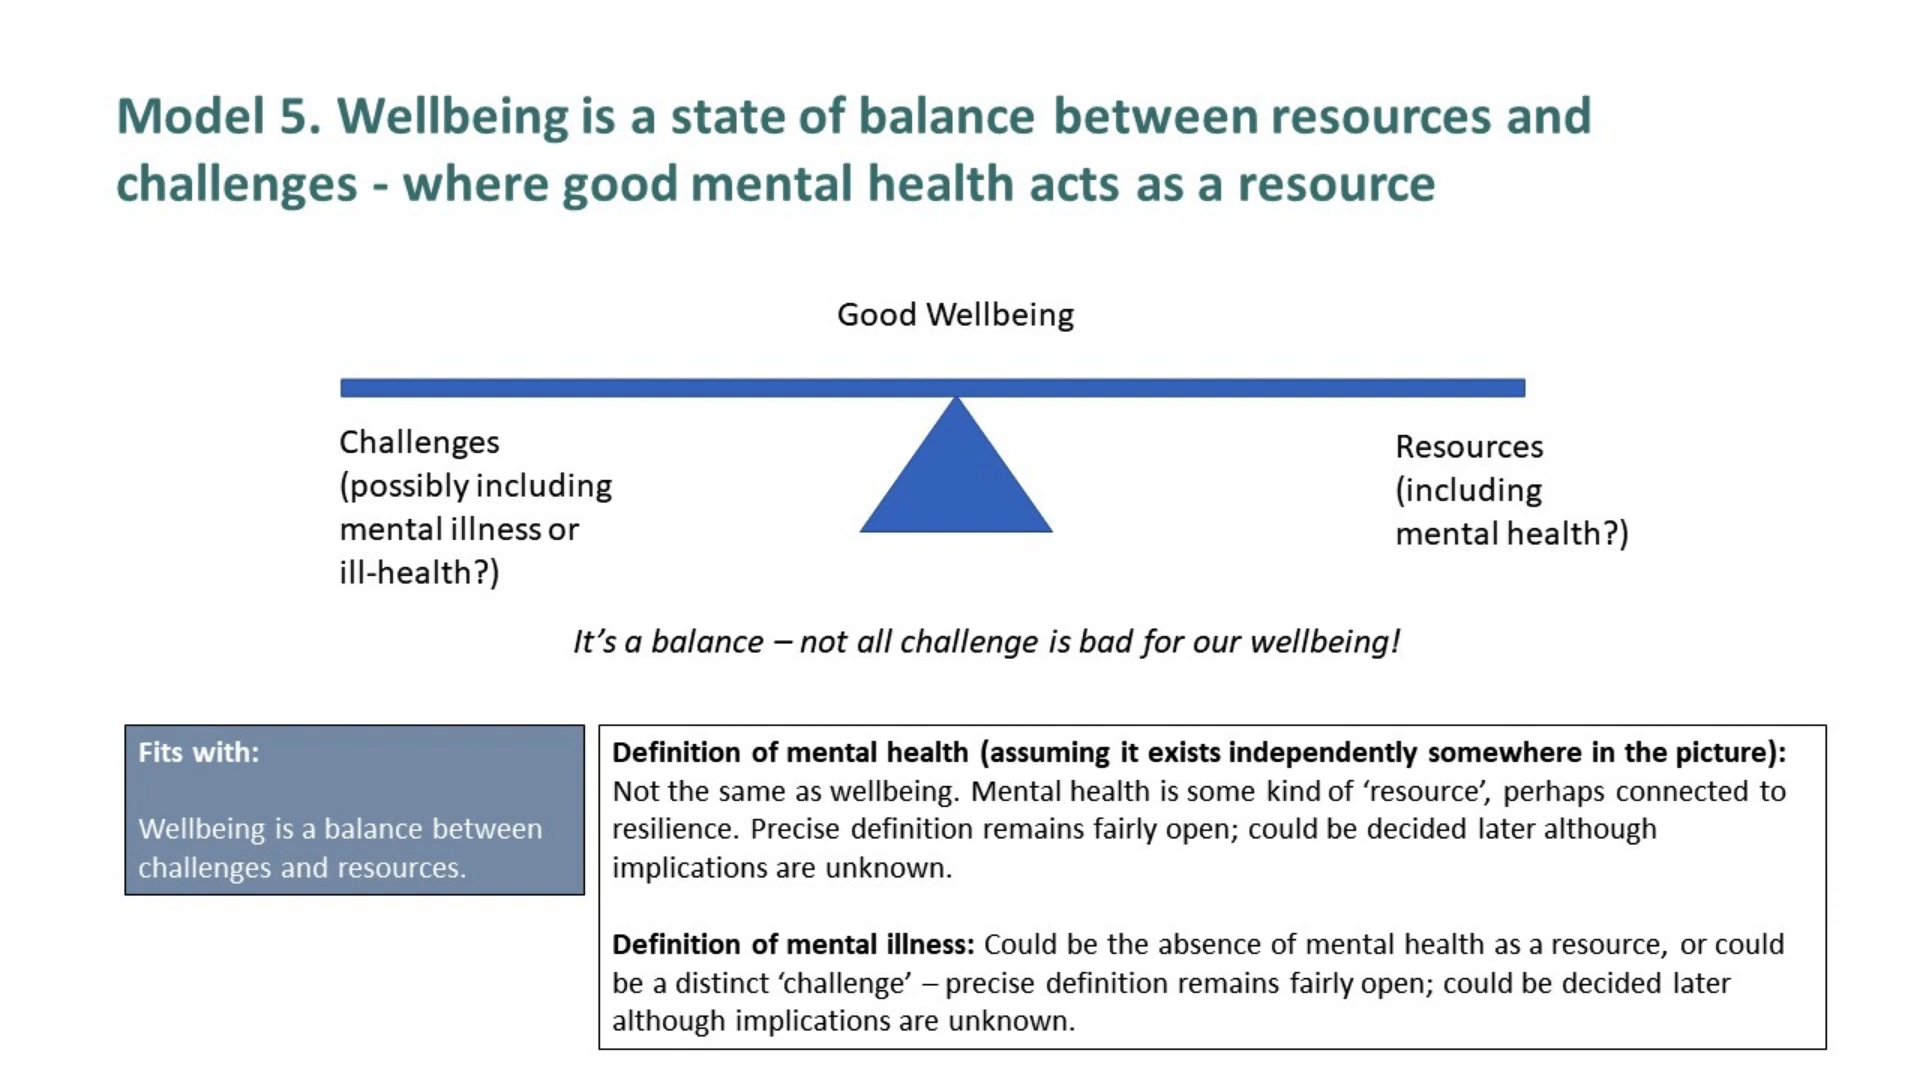 Model 5. Wellbeing is a state of balance between resources and
challenges - where good mental health acts as a resource
Good Wellbeing
Challenges
(possibly including
mental illness or
ill-health?)
Resources
(including
mental health?)
It’s a balance – not all challenge is bad for our wellbeing!
Fits with:
Wellbeing is a balance between
challenges and resources.
Definition of mental health (assuming it exists independently somewhere in the picture):
Not the same as wellbeing. Mental health is some kind of ‘resource’, perhaps connected to
resilience. Precise definition remains fairly open; could be decided later although
implications are unknown.
Definition of mental illness: Could be the absence of mental health as a resource, or could
be a distinct ‘challenge’ – precise definition remains fairly open; could be decided later
although implications are unknown.